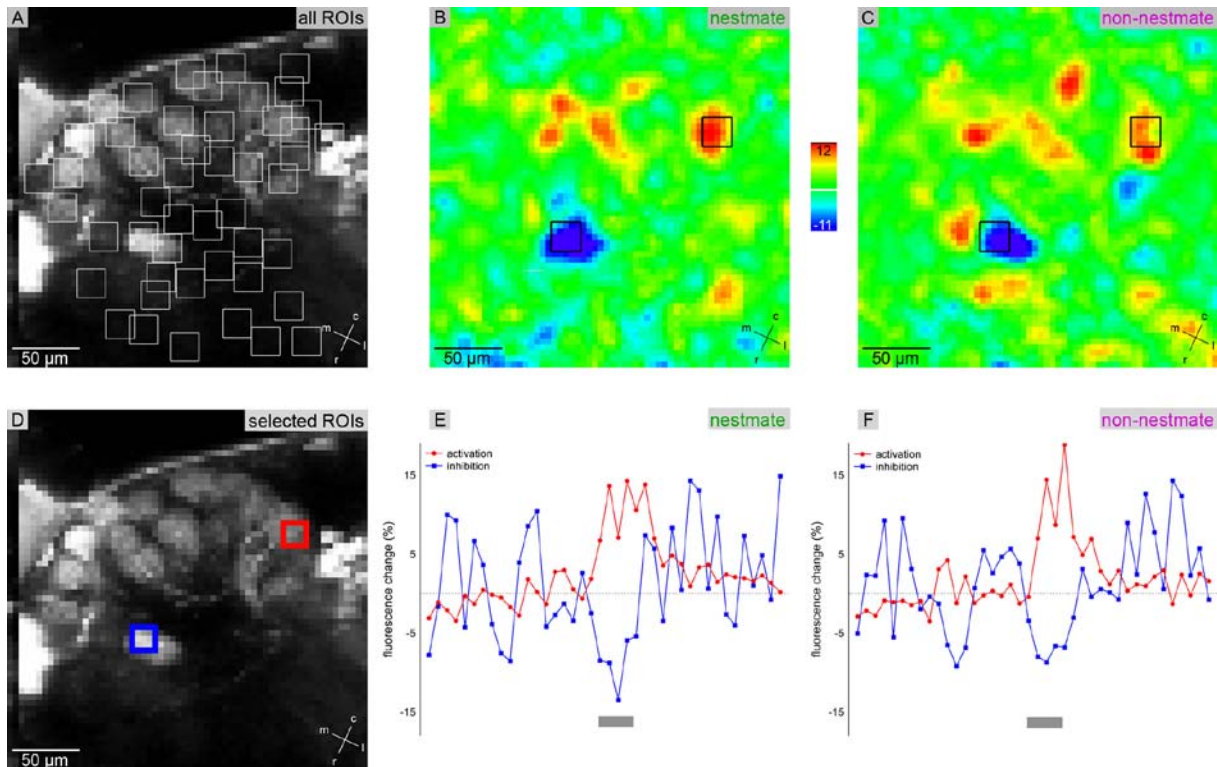 A
all ROIs
m
c
l
r
50 µm
B
nestmate
m
c
l
r
50 µm
12
-11
C
non-nestmate
m
c
l
r
50 µm
D
selected ROIs
m
c
l
r
50 µm
E
nestmate
activation
inhibition
15
5
-5
-15
fluorescence change (%)
F
non-nestmate
activation
inhibition
15
5
-5
-15
fluorescence change (%)